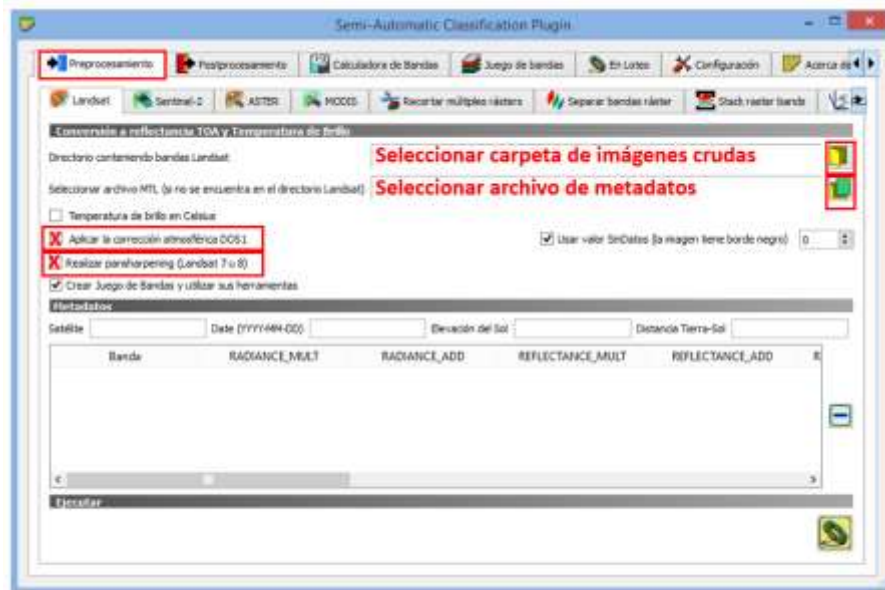 Semi-Automatic Classification Plugin
Preprocesamiento Postprocesamiento Calculadora de Bandas Juego de bandas En Lotes Configuración Acerca de
Landsat Sentinel-2 ASTER MODIS Recortar múltiples rásters Separar bandas ráster Stack raster bands
Conversión a reflectancia TOA y Temperatura de Brillo
Directorio conteniendo bandas Landsat Seleccionar carpeta de imágenes crudas
Seleccionar archivo MTL (si no se encuentra en el directorio Landsat) Seleccionar archivo de metadatos
Temperatura de brillo en Celsius
Aplicar la corrección atmosférica DOS1 Usar valor SinDatos (la imagen tiene borde negro) 0
Realizar pansharpening (Landsat 7 u 8)
Crear Juego de Bandas y utilizar sus herramientas
Metadatos
Satélite Date (YYYY-MM-DD) Elevación del Sol Distancia Tierra-Sol
Banda RADIANCE_MULT RADIANCE_ADD REFLECTANCE_MULT REFLECTANCE_ADD R
Ejecutar